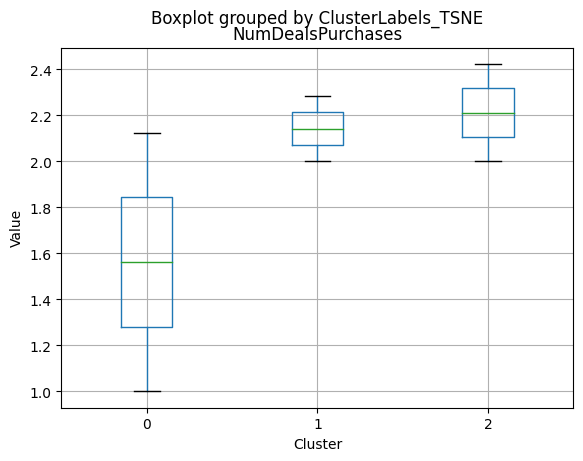 Boxplot grouped by ClusterLabels_TSNE
NumDealsPurchases
2.4
2.2
2.0
1.8
1.6
1.4
1.2
1.0
Value
0 1 2
Cluster